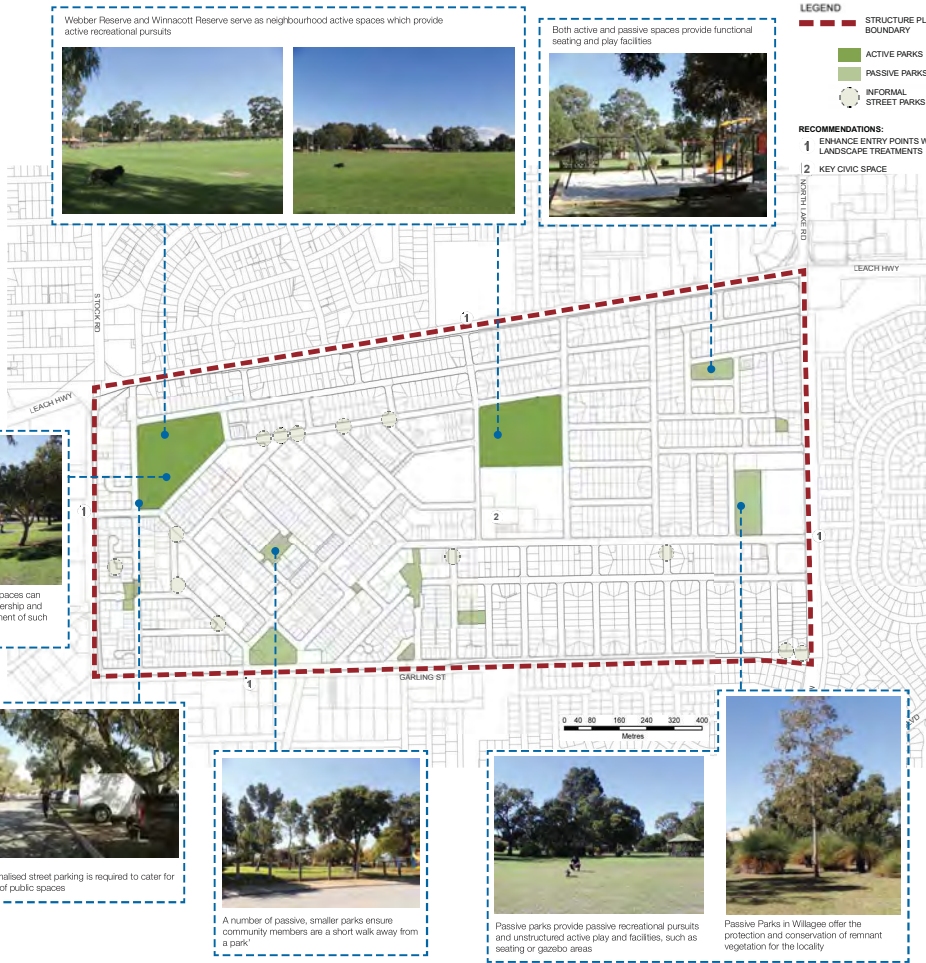 Webber Reserve and Winnacott Reserve serve as neighbourhood active spaces which provide
active recreational pursuits
Both active and passive spaces provide functional
seating and play facilities
LEGEND
STRUCTURE PL
BOUNDARY
ACTIVE PARKS
PASSIVE PARKS
INFORMAL
STREET PARKS
RECOMMENDATIONS:
1 ENHANCE ENTRY POINTS W
LANDSCAPE TREATMENTS
2 KEY CIVIC SPACE
NORTH LAKE RD
LEACH HWY
STOCK RD
1
LEACH HWY
1
2
1
paces can
ership and
ment of such
GARLING ST
1
0 40 80 160 240 320 400
Metres
VD
nalised street parking is required to cater for
of public spaces
A number of passive, smaller parks ensure
community members are a short walk away from
a park'
Passive parks provide passive recreational pursuits
and unstructured active play and facilities, such as
seating or gazebo areas
Passive Parks in Willagee offer the
protection and conservation of remnant
vegetation for the locality